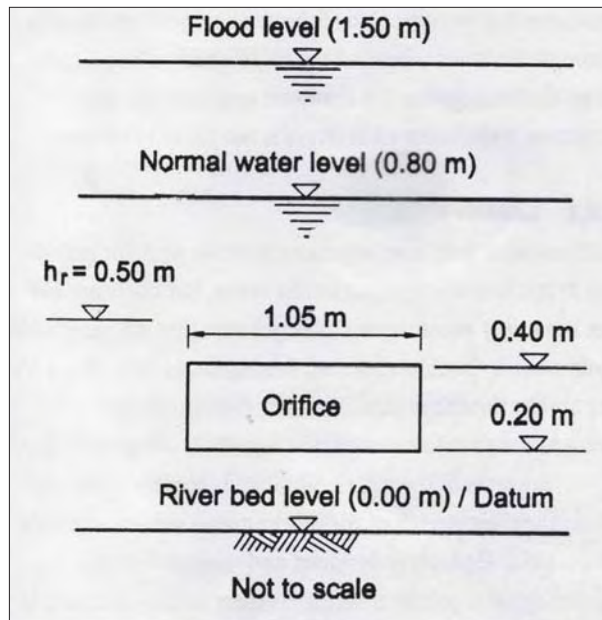 Flood level (1.50 m)
Normal water level (0.80 m)
hr = 0.50 m
1.05 m
0.40 m
Orifice
0.20 m
River bed level (0.00 m) / Datum
Not to scale